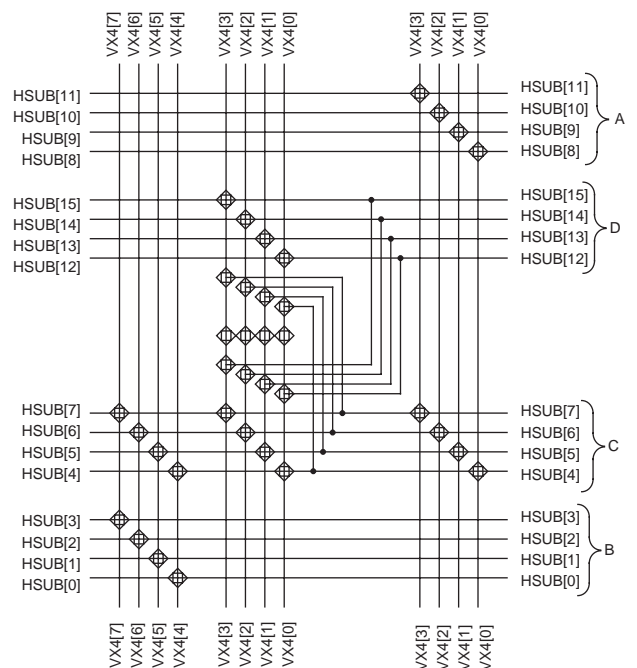 VX4[7] VX4[6] VX4[5] VX4[4] VX4[3] VX4[2] VX4[1] VX4[0] VX4[3] VX4[2] VX4[1] VX4[0]
HSUB[11] HSUB[11]
HSUB[10] HSUB[10] A
HSUB[9] HSUB[9]
HSUB[8] HSUB[8]
HSUB[15] HSUB[15]
HSUB[14] HSUB[14] D
HSUB[13] HSUB[13]
HSUB[12] HSUB[12]
HSUB[7] HSUB[7]
HSUB[6] HSUB[6] C
HSUB[5] HSUB[5]
HSUB[4] HSUB[4]
HSUB[3] HSUB[3]
HSUB[2] HSUB[2] B
HSUB[1] HSUB[1]
HSUB[0] HSUB[0]
VX4[7] VX4[6] VX4[5] VX4[4] VX4[3] VX4[2] VX4[1] VX4[0] VX4[3] VX4[2] VX4[1] VX4[0]